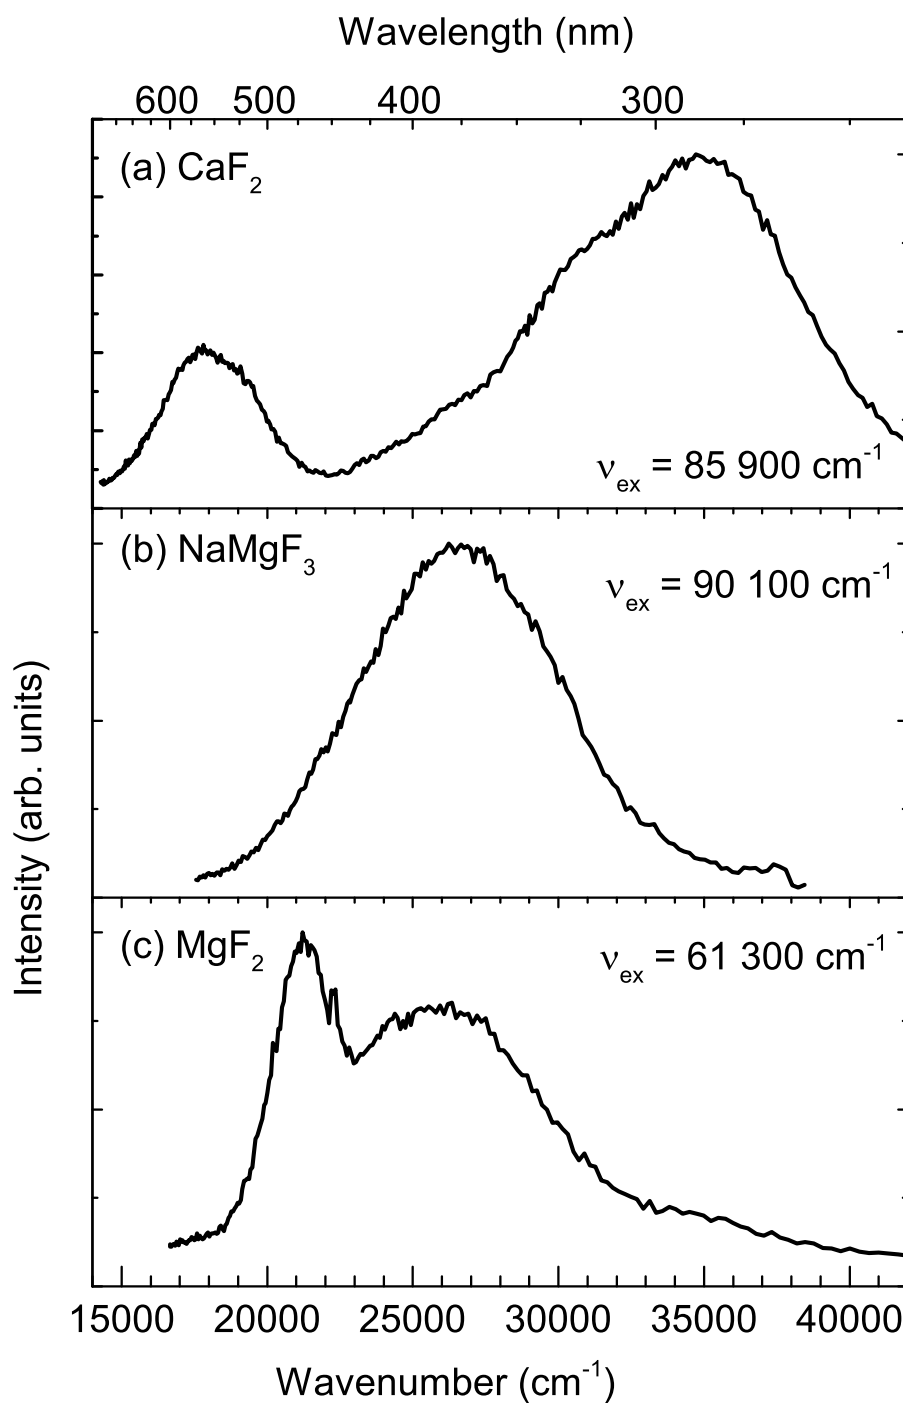 Wavelength (nm)
600 500 400 300
(a) CaF2
νex = 85 900 cm-1
(b) NaMgF3
νex = 90 100 cm-1
Intensity (arb. units)
(c) MgF2
νex = 61 300 cm-1
15000 20000 25000 30000 35000 40000
Wavenumber (cm-1)